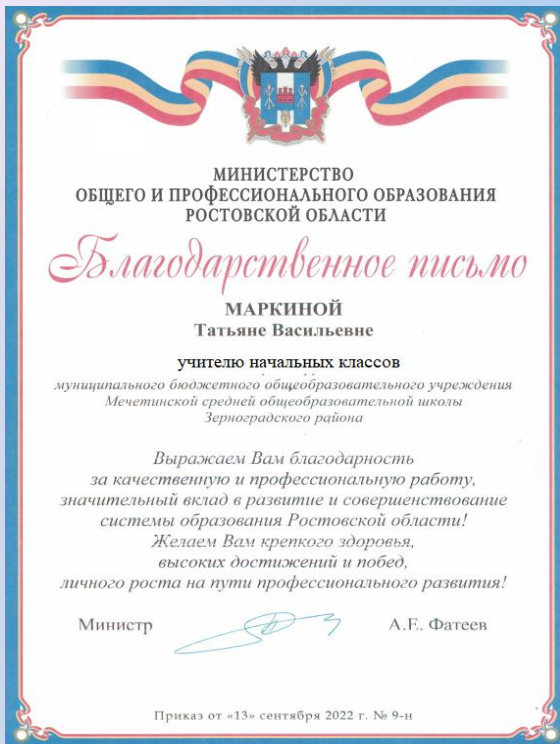 МИНИСТЕРСТВО
ОБЩЕГО И ПРОФЕССИОНАЛЬНОГО ОБРАЗОВАНИЯ
РОСТОВСКОЙ ОБЛАСТИ
Благодарственное письмо
МАРКИНОЙ
Татьяне Васильевне
учителю начальных классов
муниципального бюджетного общеобразовательного учреждения
Мечетинской средней общеобразовательной школы
Зерноградского района
Выражаем Вам благодарность
за качественную и профессиональную работу,
значительный вклад в развитие и совершенствование
системы образования Ростовской области!
Желаем Вам крепкого здоровья,
высоких достижений и побед,
личного роста на пути профессионального развития!
Министр А.Е. Фатеев
Приказ от «13» сентября 2022 г. № 9-н